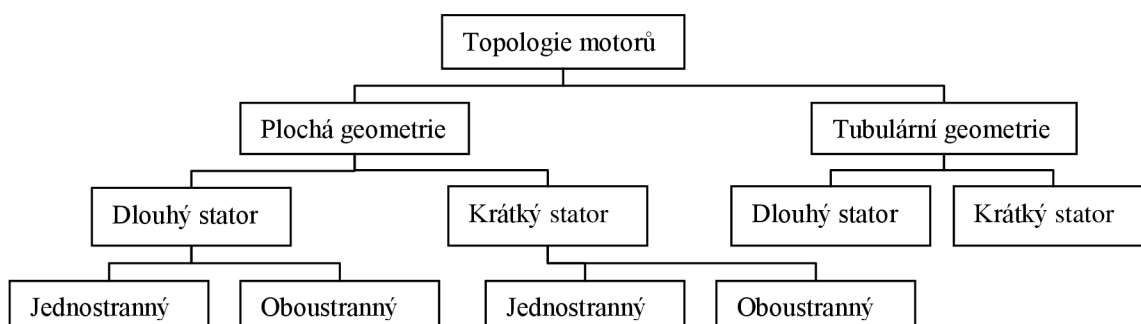 Topologie motorů
Plochá geometrie
Tubulární geometrie
Dlouhý stator
Krátký stator
Dlouhý stator
Krátký stator
Jednostranný
Oboustranný
Jednostranný
Oboustranný